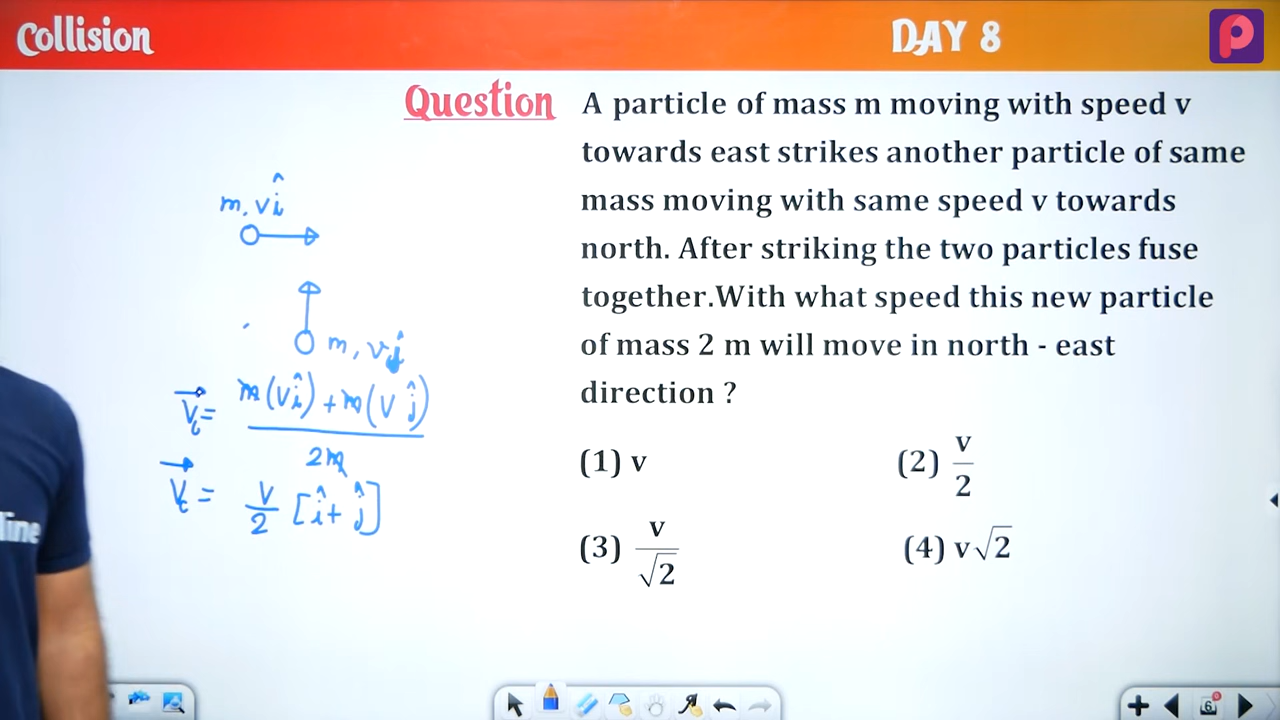 Collision
DAY 8
Question
A particle of mass m moving with speed v
towards east strikes another particle of same
mass moving with same speed v towards
north. After striking the two particles fuse
together.With what speed this new particle
of mass 2 m will move in north - east
direction ?
(1) v
(2) v/2
(3) v/√2
(4) v√2
m, vî
m, vĵ
m(vî) + m(vĵ)
2m
= v/2 [î + ĵ]
line
6